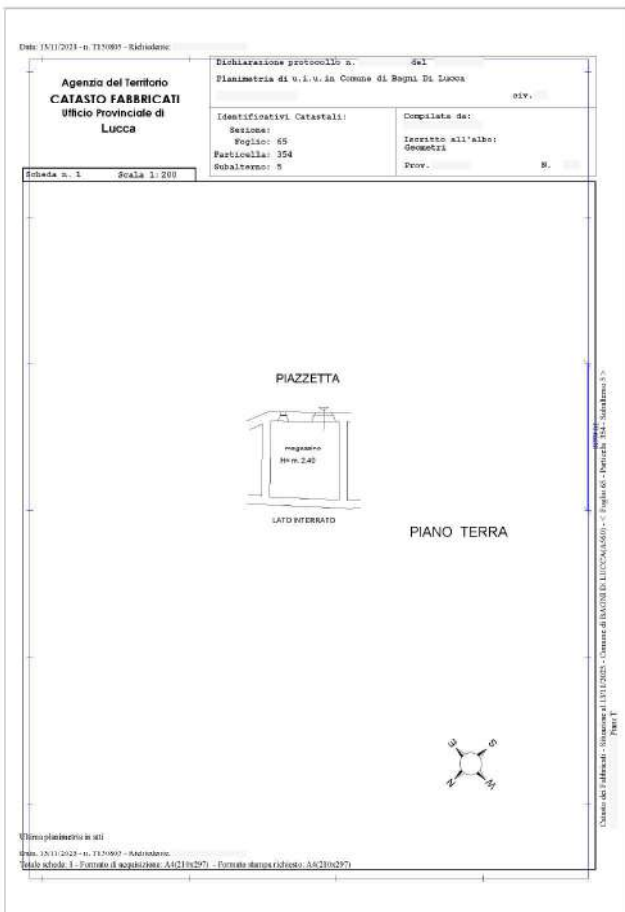 Data: 13/11/2023 - n. T150805 - Richiedente:
Dichiarazione protocollo n. del
Planimetria di u.i.u. in Comune di Bagni Di Lucca
civ.
Agenzia del Territorio
CATASTO FABBRICATI
Ufficio Provinciale di
Lucca
Identificativi Catastali:
Sezione:
Foglio: 65
Particella: 354
Subalterno: 5
Compilata da:
Iscritto all'albo:
Geometri
Prov. N.
Scheda n. 1 Scala 1:200
PIAZZETTA
magazzino
H= m. 2.40
LATO INTERRATO
PIANO TERRA
E
S
N
W
Catasto dei Fabbricati - Situazione al 13/11/2023 - Comune di BAGNI DI LUCCA(A560) - < Foglio 65 - Particella 354 - Subalterno 5 >
Piano T
Ultima planimetria in atti
Data: 13/11/2023 - n. T150805 - Richiedente:
Totale schede: 1 - Formato di acquisizione: A4(210x297) - Formato stampa richiesto: A4(210x297)